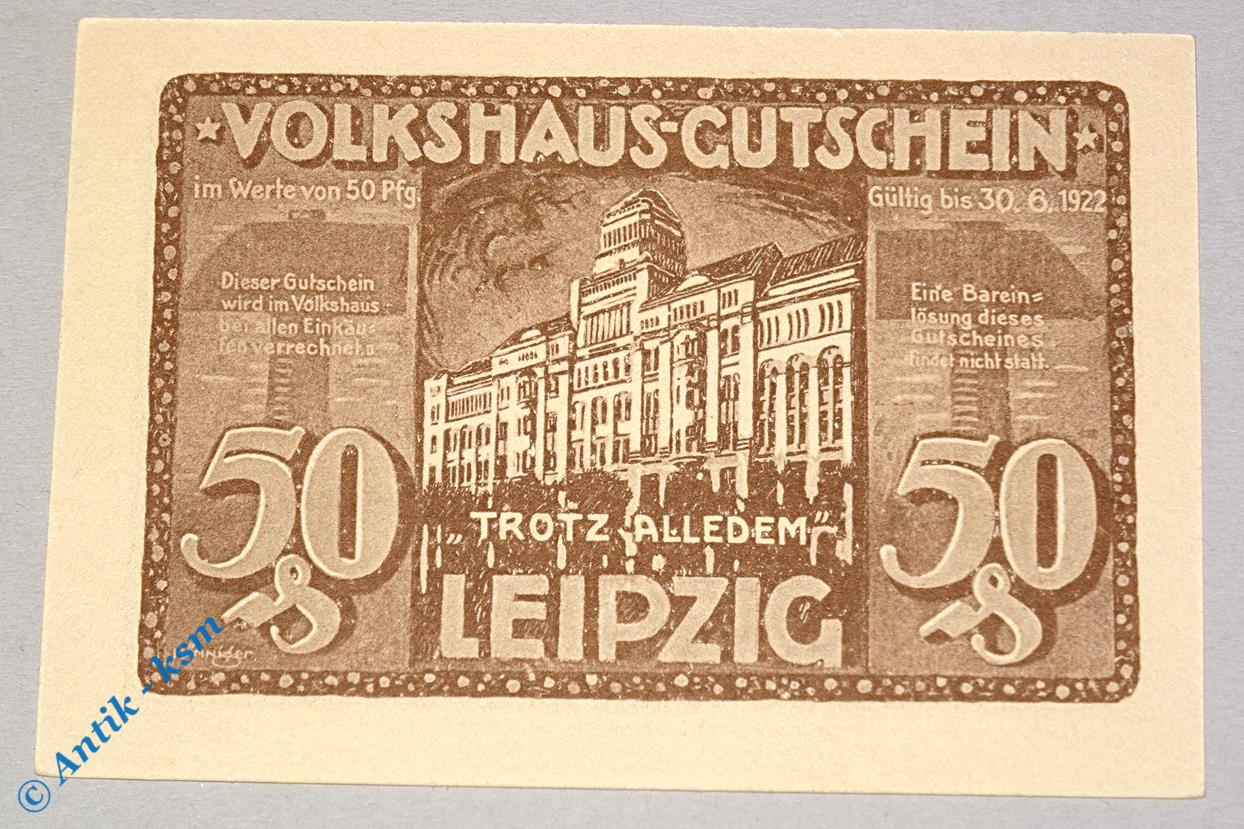 VOLKSHAUS-GUTSCHEIN
im Werte von 50 Pfg.
Gültig bis 30. 6. 1922
Dieser Gutschein
wird im Volkshaus
bei allen Einkäu=
fen verrechnet.
Eine Barein=
lösung dieses
Gutscheines
findet nicht statt.
50
50
„TROTZ ALLEDEM"
LEIPZIG
© Antik - ksm